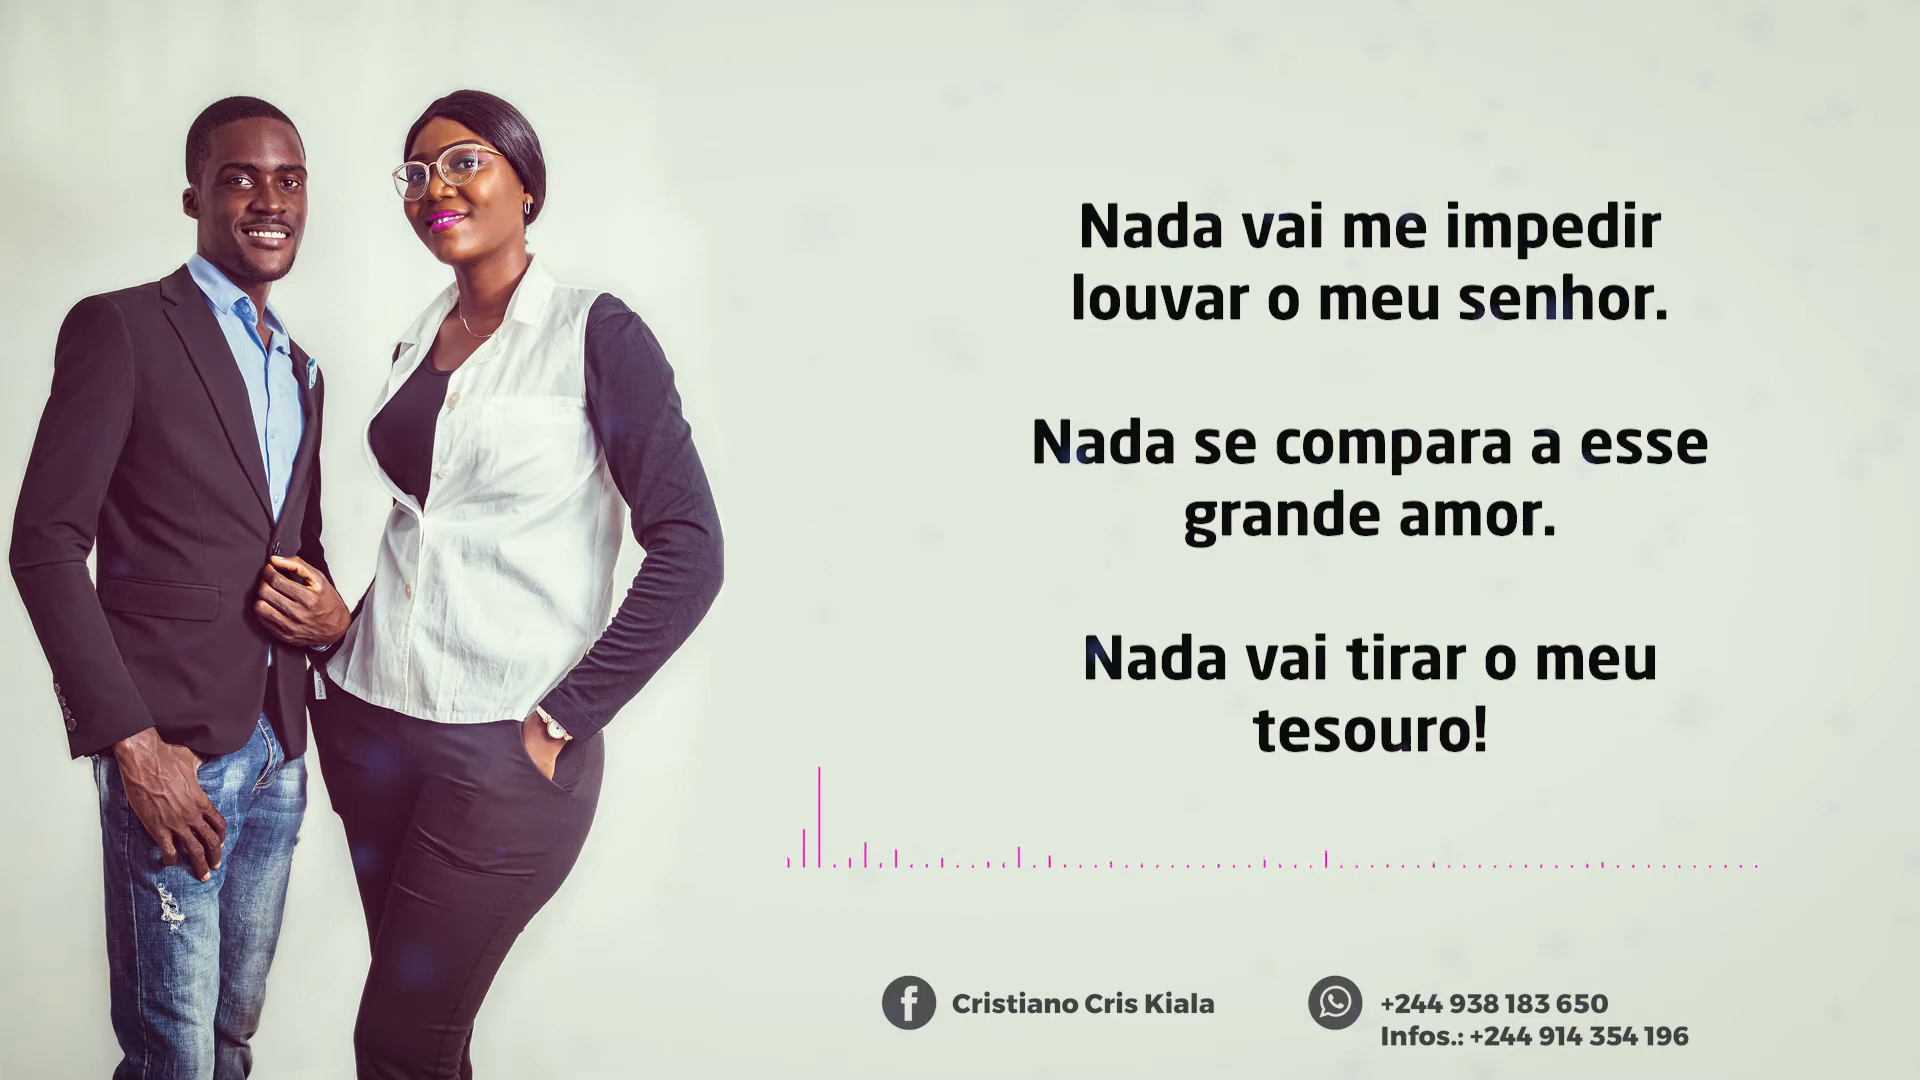 Nada vai me impedir
louvar o meu senhor.
Nada se compara a esse
grande amor.
Nada vai tirar o meu
tesouro!
Cristiano Cris Kiala
+244 938 183 650
Infos.: +244 914 354 196